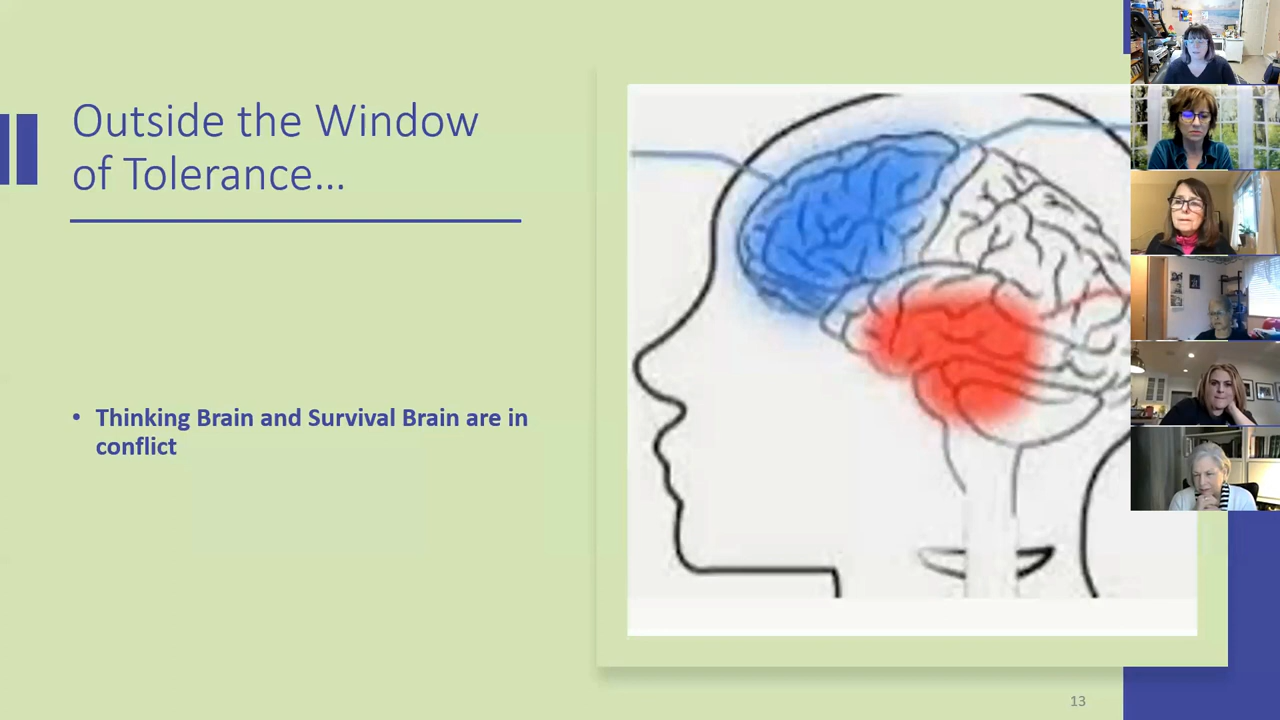 Outside the Window
of Tolerance...
• Thinking Brain and Survival Brain are in
conflict
13